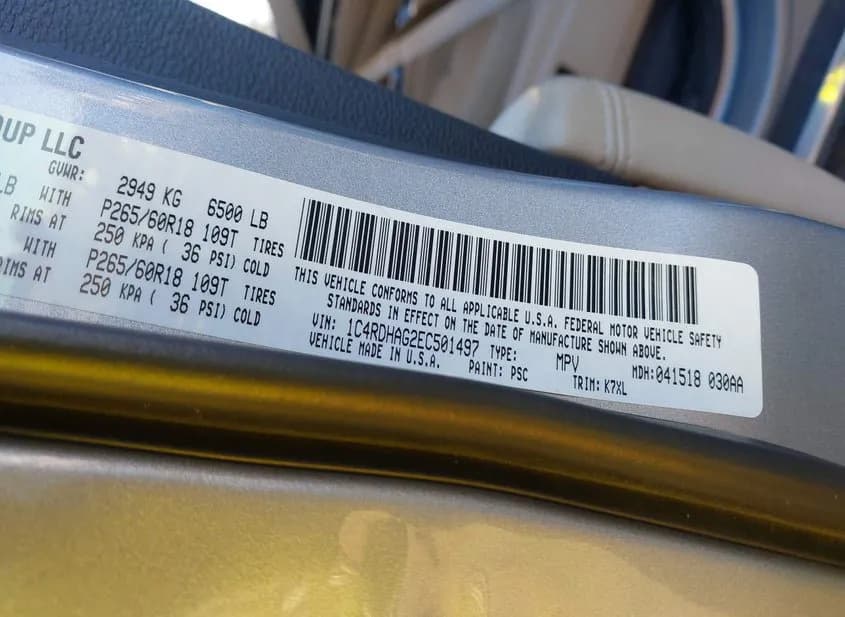 OUP LLC
GVWR: 2949 KG 6500 LB
LB WITH P265/60R18 109T TIRES
RIMS AT 250 KPA ( 36 PSI) COLD
WITH P265/60R18 109T TIRES
RIMS AT 250 KPA ( 36 PSI) COLD
THIS VEHICLE CONFORMS TO ALL APPLICABLE U.S.A. FEDERAL MOTOR VEHICLE SAFETY
STANDARDS IN EFFECT ON THE DATE OF MANUFACTURE SHOWN ABOVE.
VIN: 1C4RDHAG2EC501497 TYPE: MPV MDH:041518 030AA
VEHICLE MADE IN U.S.A. PAINT: PSC TRIM: K7XL